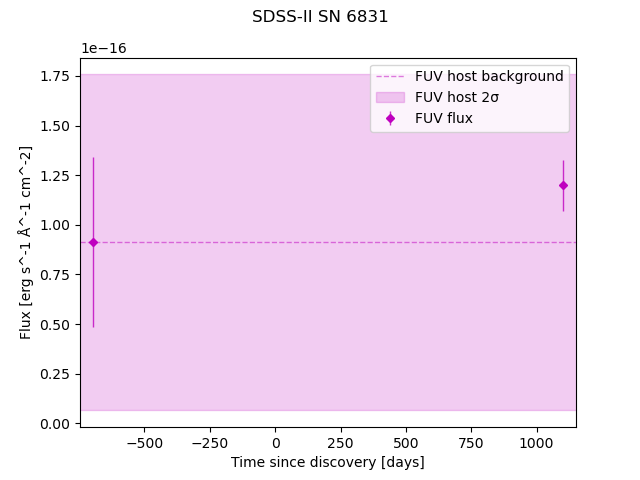 SDSS-II SN 6831
1e−16
FUV host background
FUV host 2σ
FUV flux
1.75
1.50
1.25
1.00
0.75
0.50
0.25
0.00
Flux [erg s^-1 Å^-1 cm^-2]
−500
−250
0
250
500
750
1000
Time since discovery [days]